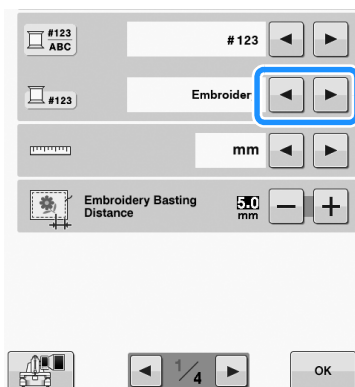 #123
ABC
#123
#123
Embroider
mm
Embroidery Basting
Distance
5.0
mm
1/4
OK